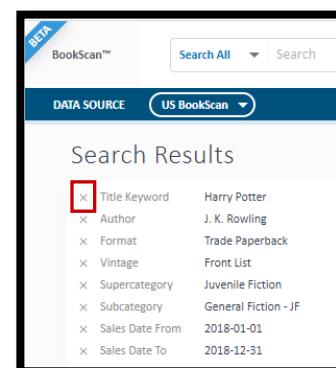 BETA
BookScan™ Search All Search
DATA SOURCE US BookScan
Search Results
× Title Keyword Harry Potter
× Author J. K. Rowling
× Format Trade Paperback
× Vintage Front List
× Supercategory Juvenile Fiction
× Subcategory General Fiction - JF
× Sales Date From 2018-01-01
× Sales Date To 2018-12-31